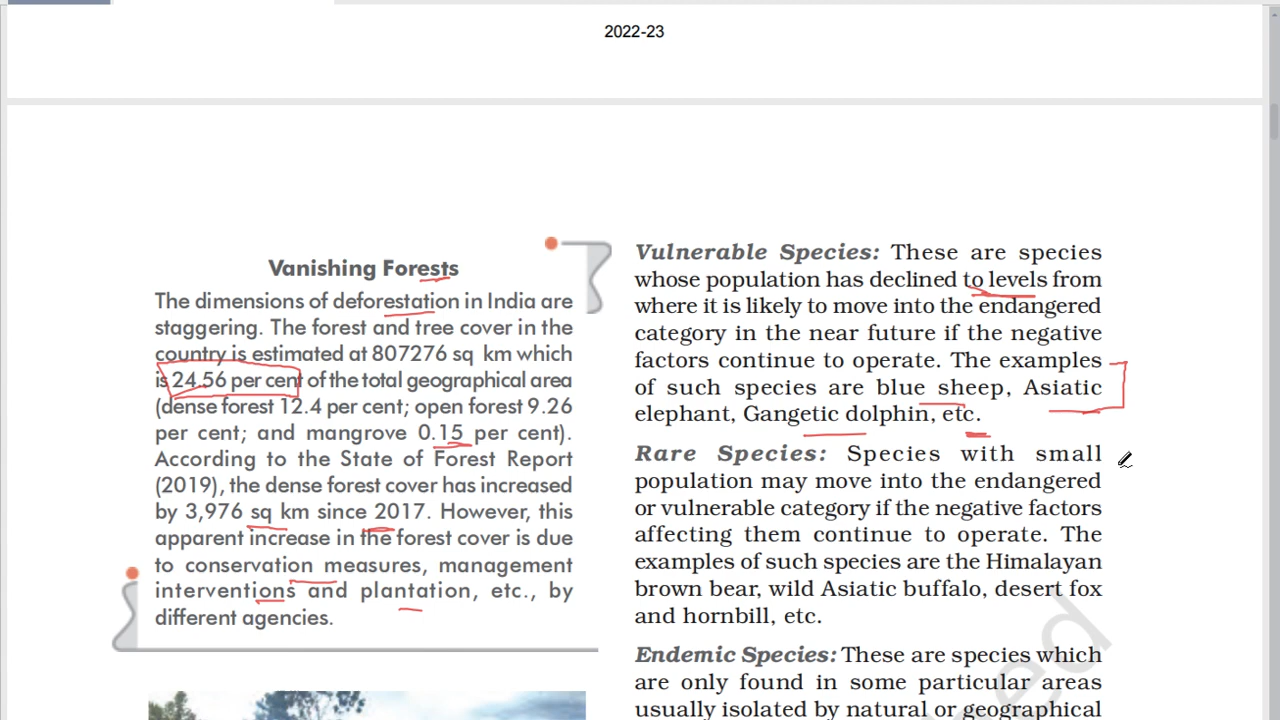 2022-23
Vanishing Forests
The dimensions of deforestation in India are
staggering. The forest and tree cover in the
country is estimated at 807276 sq km which
is 24.56 per cent of the total geographical area
(dense forest 12.4 per cent; open forest 9.26
per cent; and mangrove 0.15 per cent).
According to the State of Forest Report
(2019), the dense forest cover has increased
by 3,976 sq km since 2017. However, this
apparent increase in the forest cover is due
to conservation measures, management
interventions and plantation, etc., by
different agencies.
Vulnerable Species: These are species
whose population has declined to levels from
where it is likely to move into the endangered
category in the near future if the negative
factors continue to operate. The examples
of such species are blue sheep, Asiatic
elephant, Gangetic dolphin, etc.
Rare Species: Species with small
population may move into the endangered
or vulnerable category if the negative factors
affecting them continue to operate. The
examples of such species are the Himalayan
brown bear, wild Asiatic buffalo, desert fox
and hornbill, etc.
Endemic Species: These are species which
are only found in some particular areas
usually isolated by natural or geographical